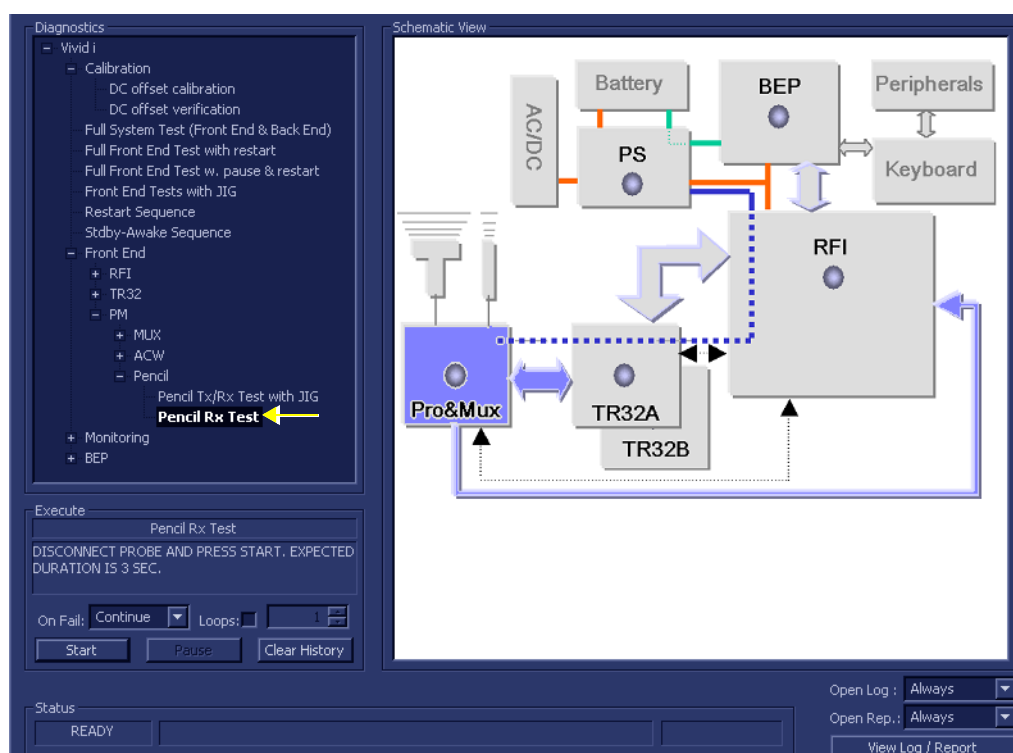 Diagnostics
Vivid i
Calibration
DC offset calibration
DC offset verification
Full System Test (Front End & Back End)
Full Front End Test with restart
Full Front End Test w. pause & restart
Front End Tests with JIG
Restart Sequence
Stdby-Awake Sequence
Front End
RFI
TR32
PM
MUX
ACW
Pencil
Pencil Tx/Rx Test with JIG
Pencil Rx Test
Monitoring
BEP
Execute
Pencil Rx Test
DISCONNECT PROBE AND PRESS START. EXPECTED
DURATION IS 3 SEC.
On Fail: Continue Loops: 1
Start Pause Clear History
Schematic View
Battery
BEP
Peripherals
AC/DC
PS
Keyboard
RFI
Pro&Mux
TR32A
TR32B
Status
READY
Open Log : Always
Open Rep.: Always
View Log / Report